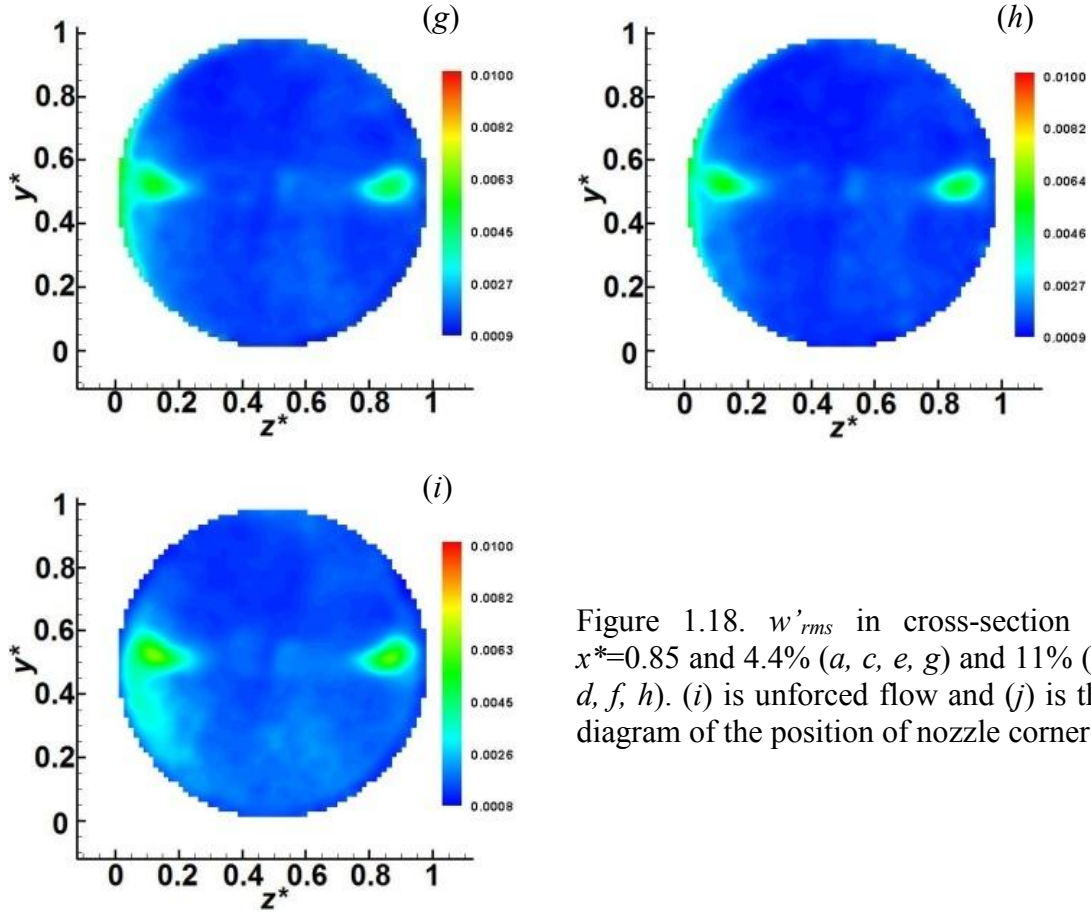 (g)
1
0.8
0.6
0.4
0.2
0
y*
0 0.2 0.4 0.6 0.8 1
z*
0.0100
0.0082
0.0063
0.0045
0.0027
0.0009
(h)
1
0.8
0.6
0.4
0.2
0
y*
0 0.2 0.4 0.6 0.8 1
z*
0.0100
0.0082
0.0064
0.0046
0.0027
0.0009
(i)
1
0.8
0.6
0.4
0.2
0
y*
0 0.2 0.4 0.6 0.8 1
z*
0.0100
0.0082
0.0063
0.0045
0.0026
0.0008
Figure 1.18. w’rms in cross-section
x*=0.85 and 4.4% (a, c, e, g) and 11% (
d, f, h). (i) is unforced flow and (j) is th
diagram of the position of nozzle corner